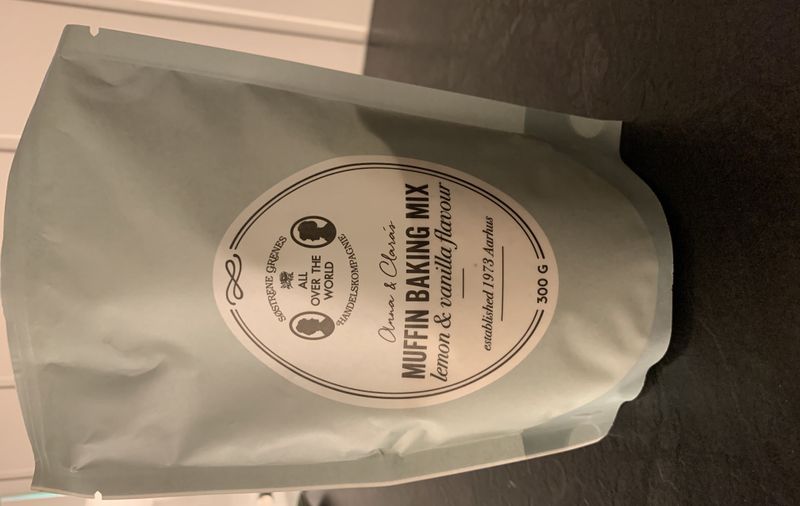 SØSTRENE GRENES
ALL
OVER THE
WORLD
HANDELSKOMPAGNIE
Anna & Clara's
MUFFIN BAKING MIX
lemon & vanilla flavour
established 1973 Aarhus
300 G